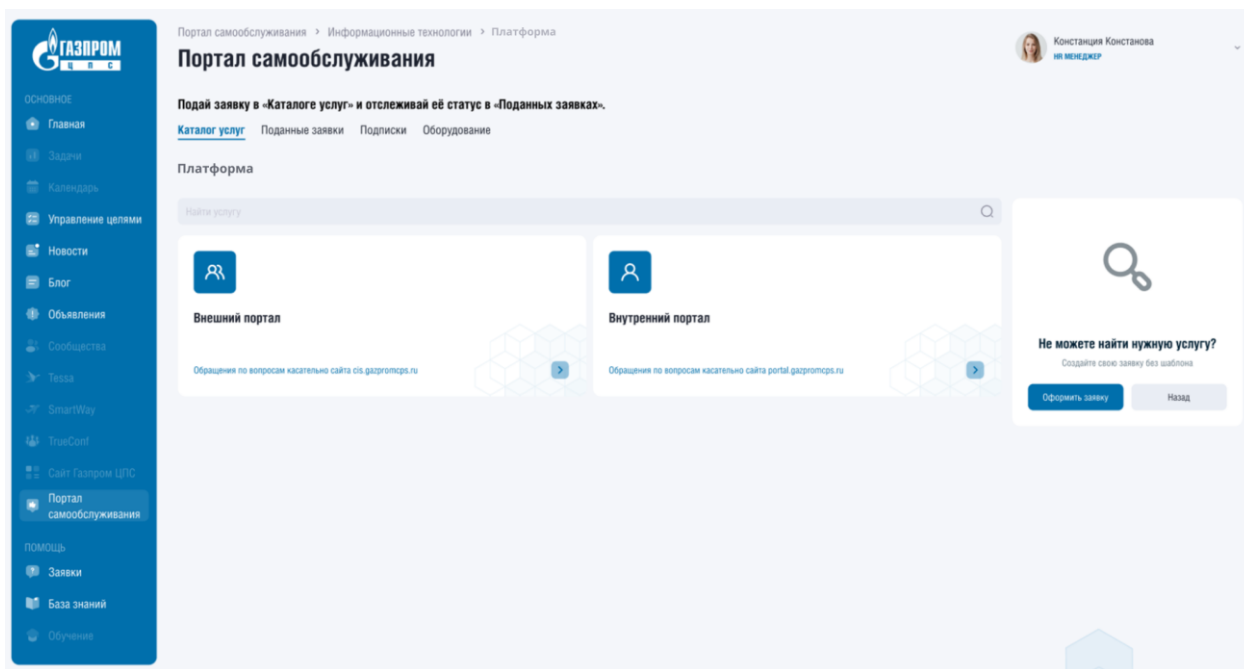 ГАЗПРОМ
ЦПС
ОСНОВНОЕ
Главная
Задачи
Календарь
Управление целями
Новости
Блог
Объявления
Сообщества
Tessa
SmartWay
TrueConf
Сайт Газпром ЦПС
Портал
самообслуживания
ПОМОЩЬ
Заявки
База знаний
Обучение
Портал самообслуживания > Информационные технологии > Платформа
Портал самообслуживания
Констанция Константова
HR МЕНЕДЖЕР
Подай заявку в «Каталоге услуг» и отслеживай её статус в «Поданных заявках».
Каталог услуг Поданные заявки Подписки Оборудование
Платформа
Найти услугу
Внешний портал
Обращения по вопросам касательно сайта cis.gazpromcps.ru
Внутренний портал
Обращения по вопросам касательно сайта portal.gazpromcps.ru
Не можете найти нужную услугу?
Создайте свою заявку без шаблона
Оформить заявку Назад